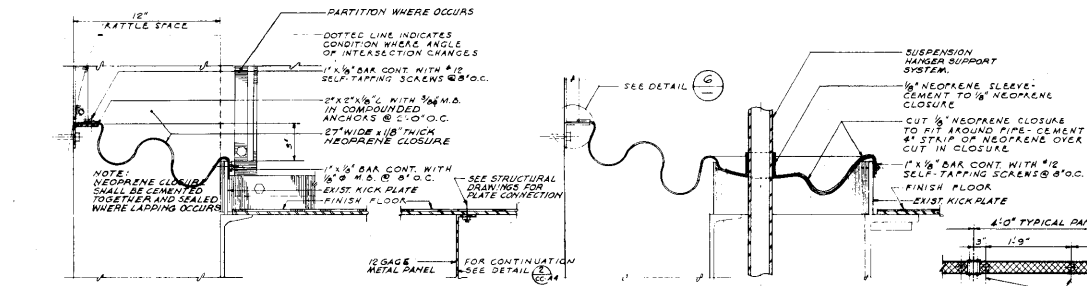 12"
RATTLE SPACE
PARTITION WHERE OCCURS
DOTTED LINE INDICATES
CONDITION WHERE ANGLE
OF INTERSECTION CHANGES
1" X 1/8" BAR CONT. WITH #12
SELF-TAPPING SCREWS @ 8" O.C.
2" X 2" X 1/8" L WITH 3/8" ɸ M.B.
IN COMPOUNDED
ANCHORS @ 2'-0" O.C.
27" WIDE x 1/8" THICK
NEOPRENE CLOSURE
3"
NOTE:
NEOPRENE CLOSURE
SHALL BE CEMENTED
TOGETHER AND SEALED
WHERE LAPPING OCCURS
1" X 1/8" BAR CONT. WITH
1/8" ɸ M.B. @ 8" O.C.
EXIST. KICK PLATE
FINISH FLOOR
SEE STRUCTURAL
DRAWINGS FOR
PLATE CONNECTION
12 GAGE
METAL PANEL
FOR CONTINUATION
SEE DETAIL 2
A4
SEE DETAIL 6
SUSPENSION
HANGER SUPPORT
SYSTEM.
1/8" NEOPRENE SLEEVE-
CEMENT TO 1/8" NEOPRENE
CLOSURE
CUT 1/8" NEOPRENE CLOSURE
TO FIT AROUND PIPE- CEMENT
4" STRIP OF NEOPRENE OVER
CUT IN CLOSURE
1" X 1/8" BAR CONT. WITH #12
SELF-TAPPING SCREWS @ 8" O.C.
FINISH FLOOR
EXIST KICK PLATE
4'-0" TYPICAL PAN
3"
1'-9"